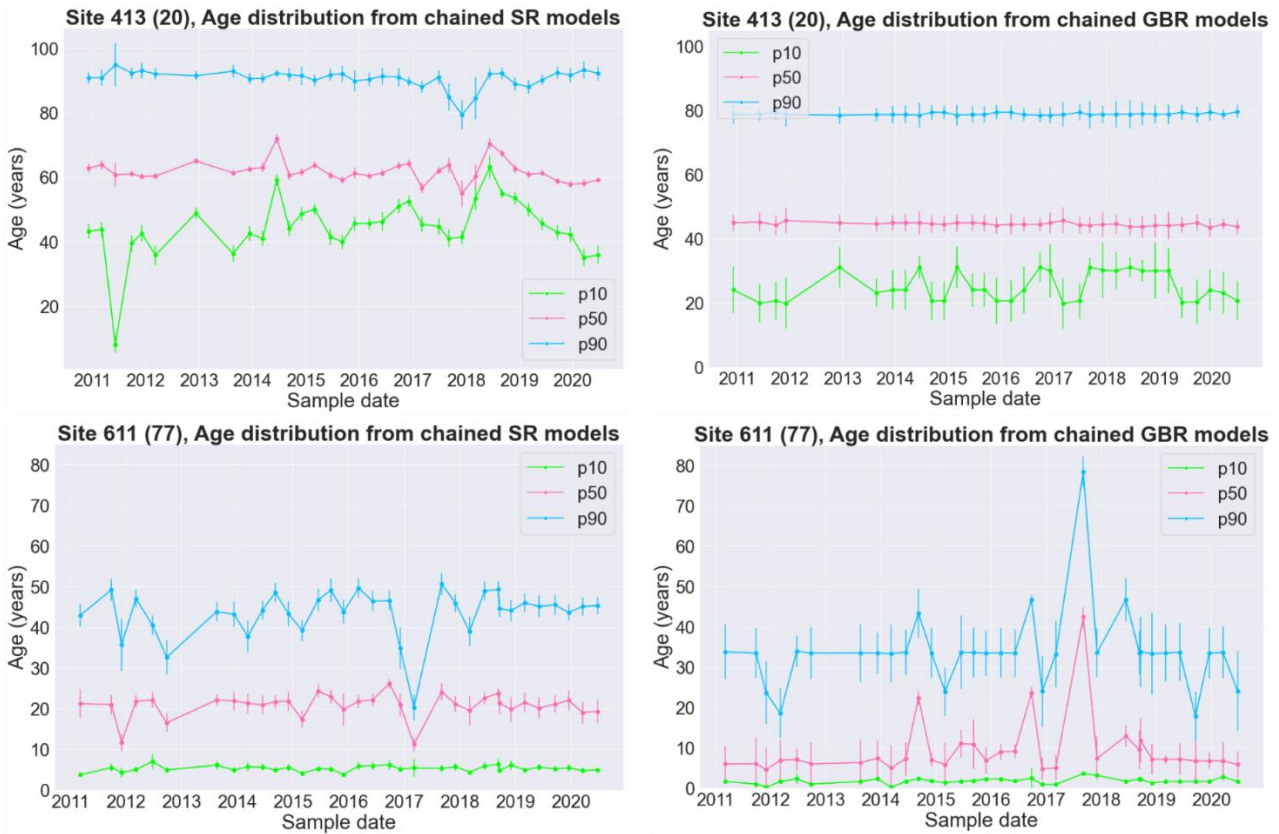 Site 413 (20), Age distribution from chained SR models
100
80
60
40
20
Age (years)
p10
p50
p90
2011 2012 2013 2014 2015 2016 2017 2018 2019 2020
Sample date
Site 413 (20), Age distribution from chained GBR models
100
80
60
40
20
0
Age (years)
p10
p50
p90
2011 2012 2013 2014 2015 2016 2017 2018 2019 2020
Sample date
Site 611 (77), Age distribution from chained SR models
80
70
60
50
40
30
20
10
0
Age (years)
p10
p50
p90
2011 2012 2013 2014 2015 2016 2017 2018 2019 2020
Sample date
Site 611 (77), Age distribution from chained GBR models
80
70
60
50
40
30
20
10
0
Age (years)
p10
p50
p90
2011 2012 2013 2014 2015 2016 2017 2018 2019 2020
Sample date